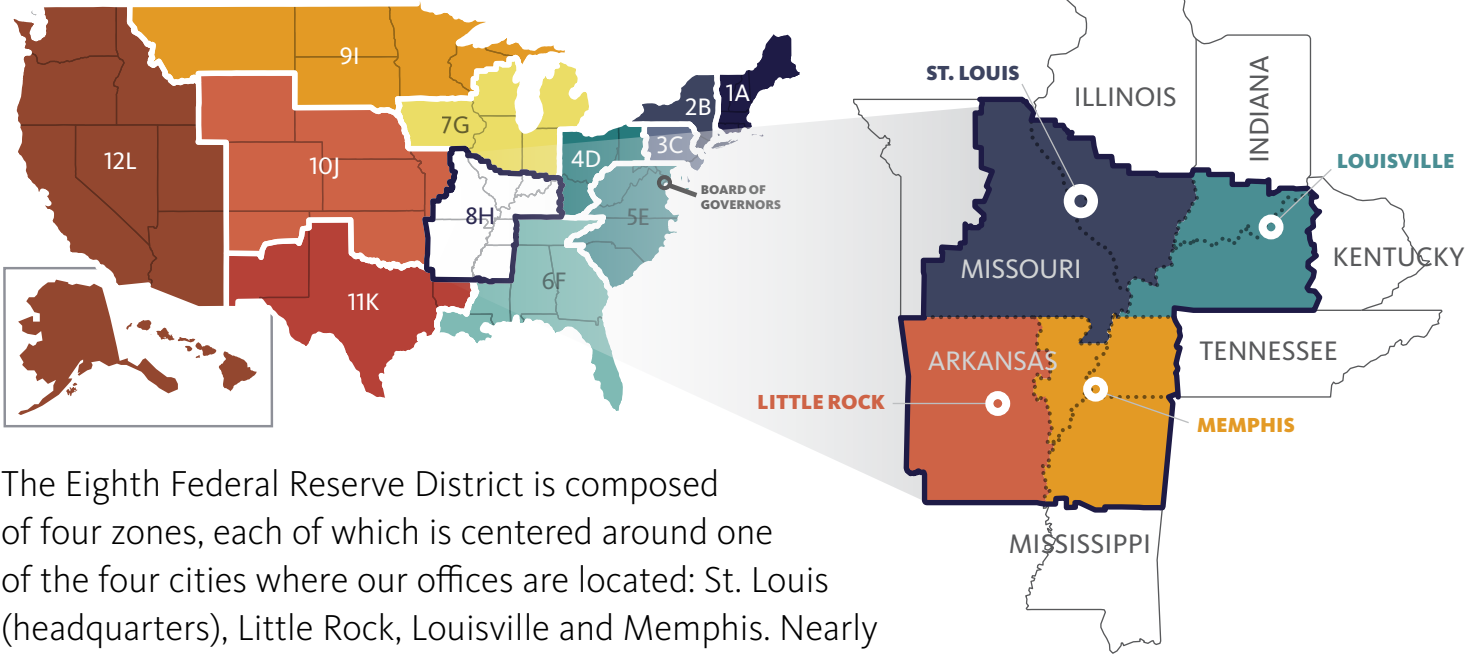 9I
1A
2B
7G
3C
12L
10J
4D
BOARD OF
GOVERNORS
8H
5E
6F
11K
ST. LOUIS
ILLINOIS
INDIANA
LOUISVILLE
MISSOURI
KENTUCKY
ARKANSAS
TENNESSEE
LITTLE ROCK
MEMPHIS
MISSISSIPPI
The Eighth Federal Reserve District is composed
of four zones, each of which is centered around one
of the four cities where our offices are located: St. Louis
(headquarters), Little Rock, Louisville and Memphis. Nearly